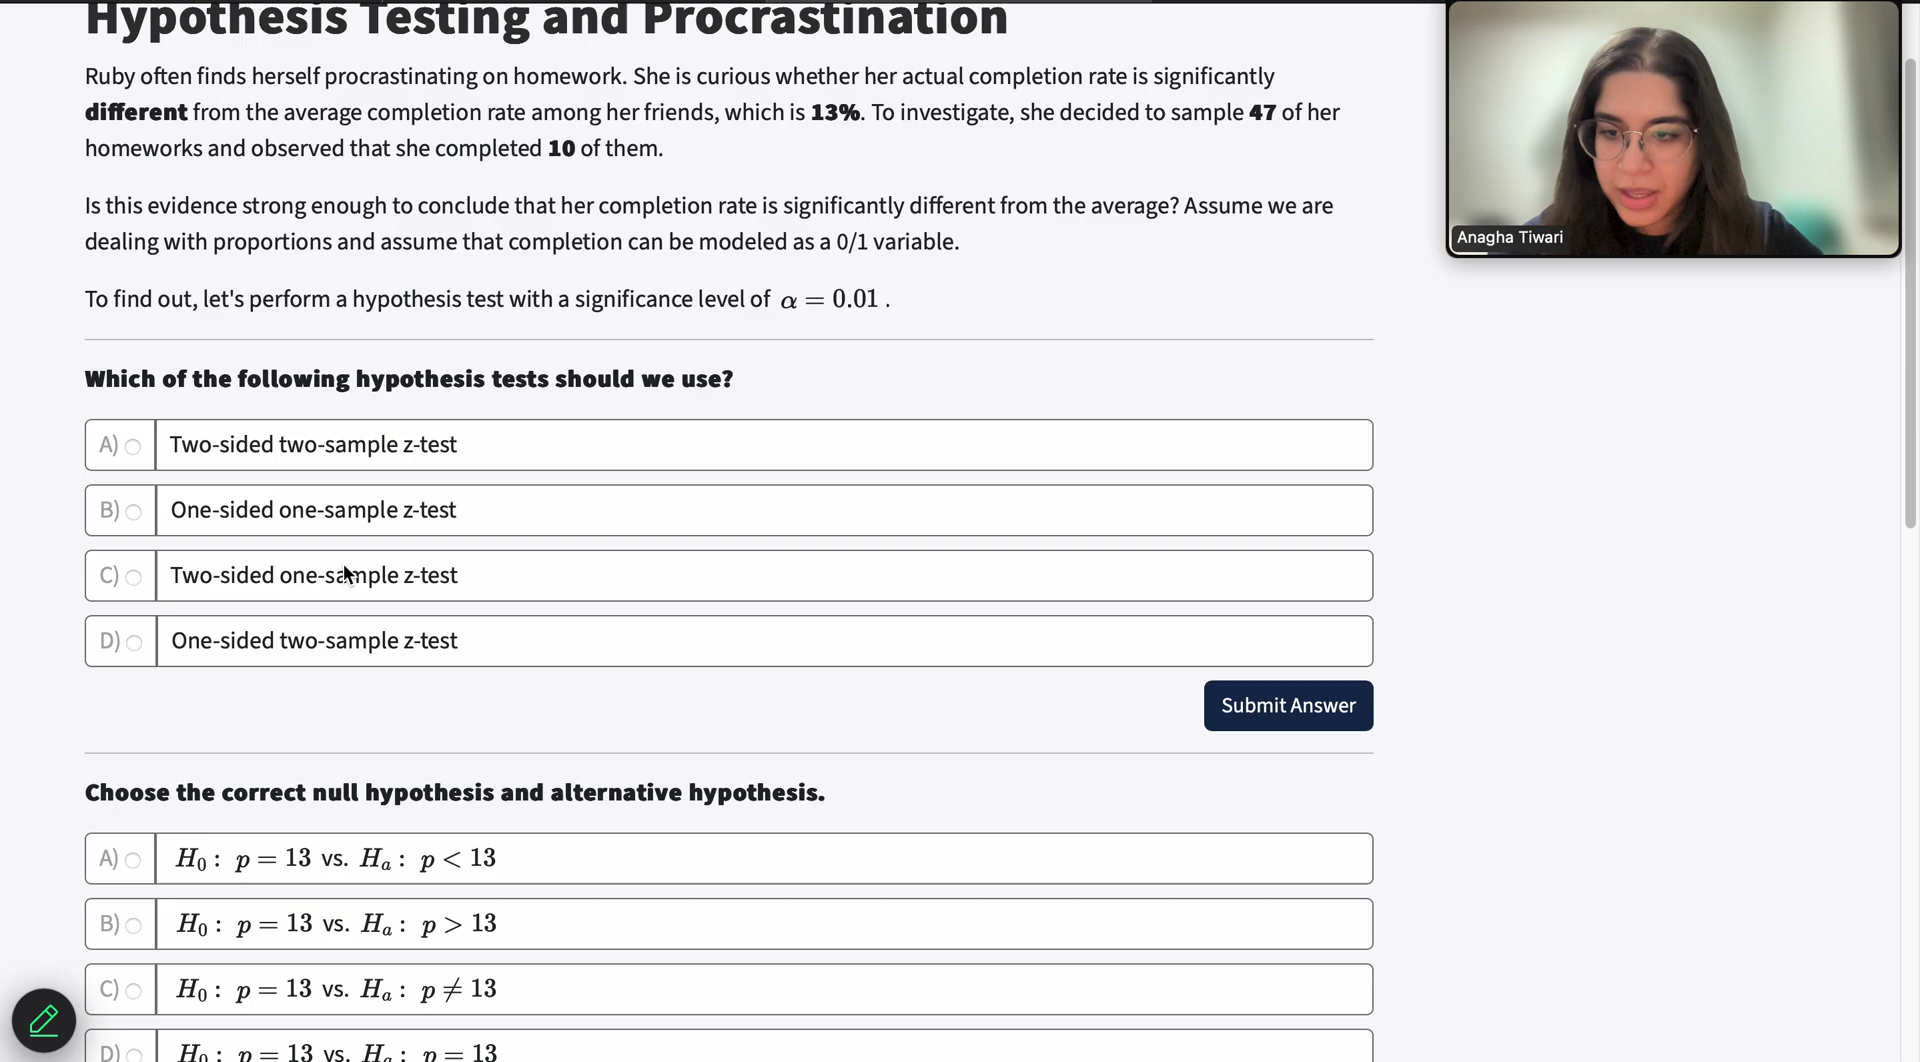 Hypothesis Testing and Procrastination
Ruby often finds herself procrastinating on homework. She is curious whether her actual completion rate is significantly
different from the average completion rate among her friends, which is 13%. To investigate, she decided to sample 47 of her
homeworks and observed that she completed 10 of them.
Is this evidence strong enough to conclude that her completion rate is significantly different from the average? Assume we are
dealing with proportions and assume that completion can be modeled as a 0/1 variable.
To find out, let's perform a hypothesis test with a significance level of α = 0.01 .
Which of the following hypothesis tests should we use?
A) Two-sided two-sample z-test
B) One-sided one-sample z-test
C) Two-sided one-sample z-test
D) One-sided two-sample z-test
Submit Answer
Choose the correct null hypothesis and alternative hypothesis.
A) H₀ : p = 13 vs. Hₐ : p < 13
B) H₀ : p = 13 vs. Hₐ : p > 13
C) H₀ : p = 13 vs. Hₐ : p ≠ 13
D) H₀ : p = 13 vs. Hₐ : p = 13
Anagha Tiwari